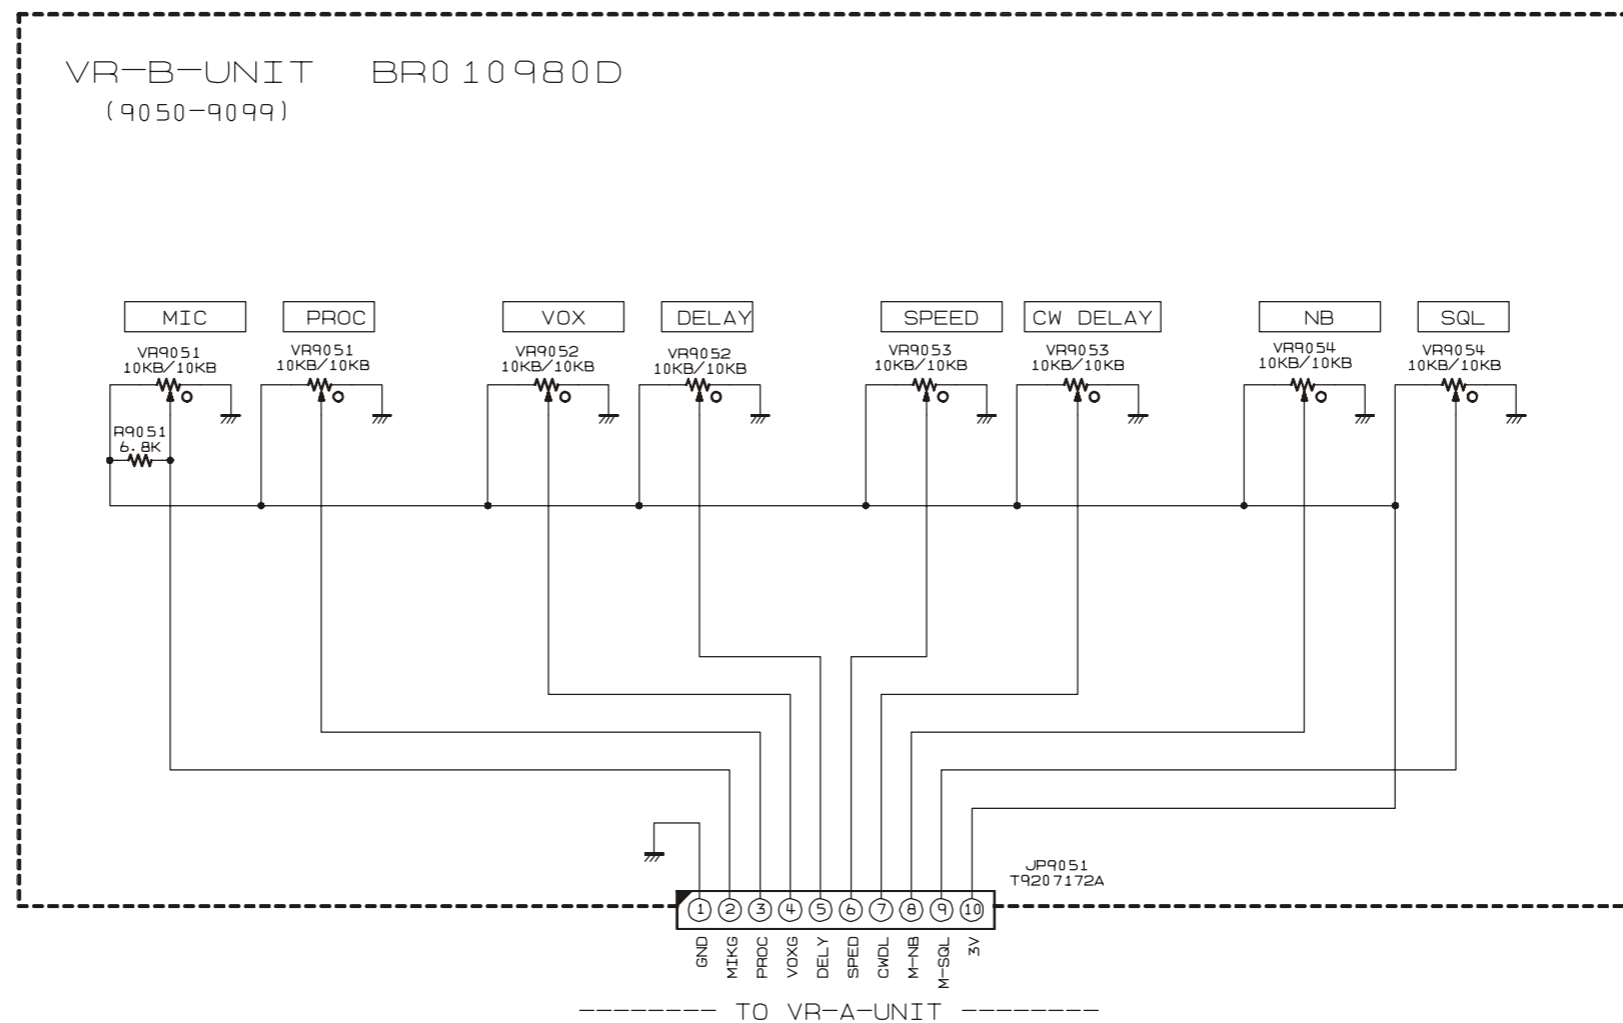 VR-B-UNIT BR010980D
(9050-9099)
MIC PROC VOX DELAY SPEED CW DELAY NB SQL
VR9051 VR9051 VR9052 VR9052 VR9053 VR9053 VR9054 VR9054
10KB/10KB 10KB/10KB 10KB/10KB 10KB/10KB 10KB/10KB 10KB/10KB 10KB/10KB 10KB/10KB
R9051
6.8K
JP9051
T9207172A
1 2 3 4 5 6 7 8 9 10
GND MIKG PROC VOXG DELY SPED CWDL M-NB M-SQL 3V
-------- TO VR-A-UNIT --------